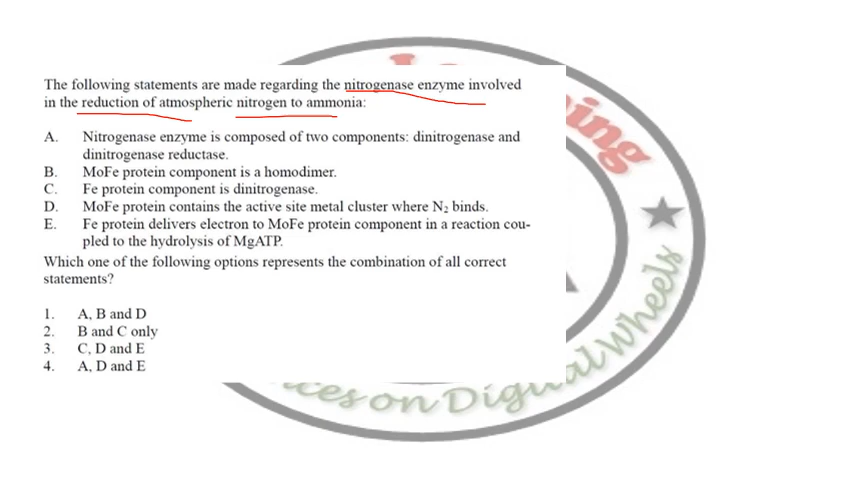 The following statements are made regarding the nitrogenase enzyme involved
in the reduction of atmospheric nitrogen to ammonia:
A. Nitrogenase enzyme is composed of two components: dinitrogenase and
dinitrogenase reductase.
B. MoFe protein component is a homodimer.
C. Fe protein component is dinitrogenase.
D. MoFe protein contains the active site metal cluster where N₂ binds.
E. Fe protein delivers electron to MoFe protein component in a reaction cou-
pled to the hydrolysis of MgATP.
Which one of the following options represents the combination of all correct
statements?
1. A, B and D
2. B and C only
3. C, D and E
4. A, D and E
on Digital Wheels